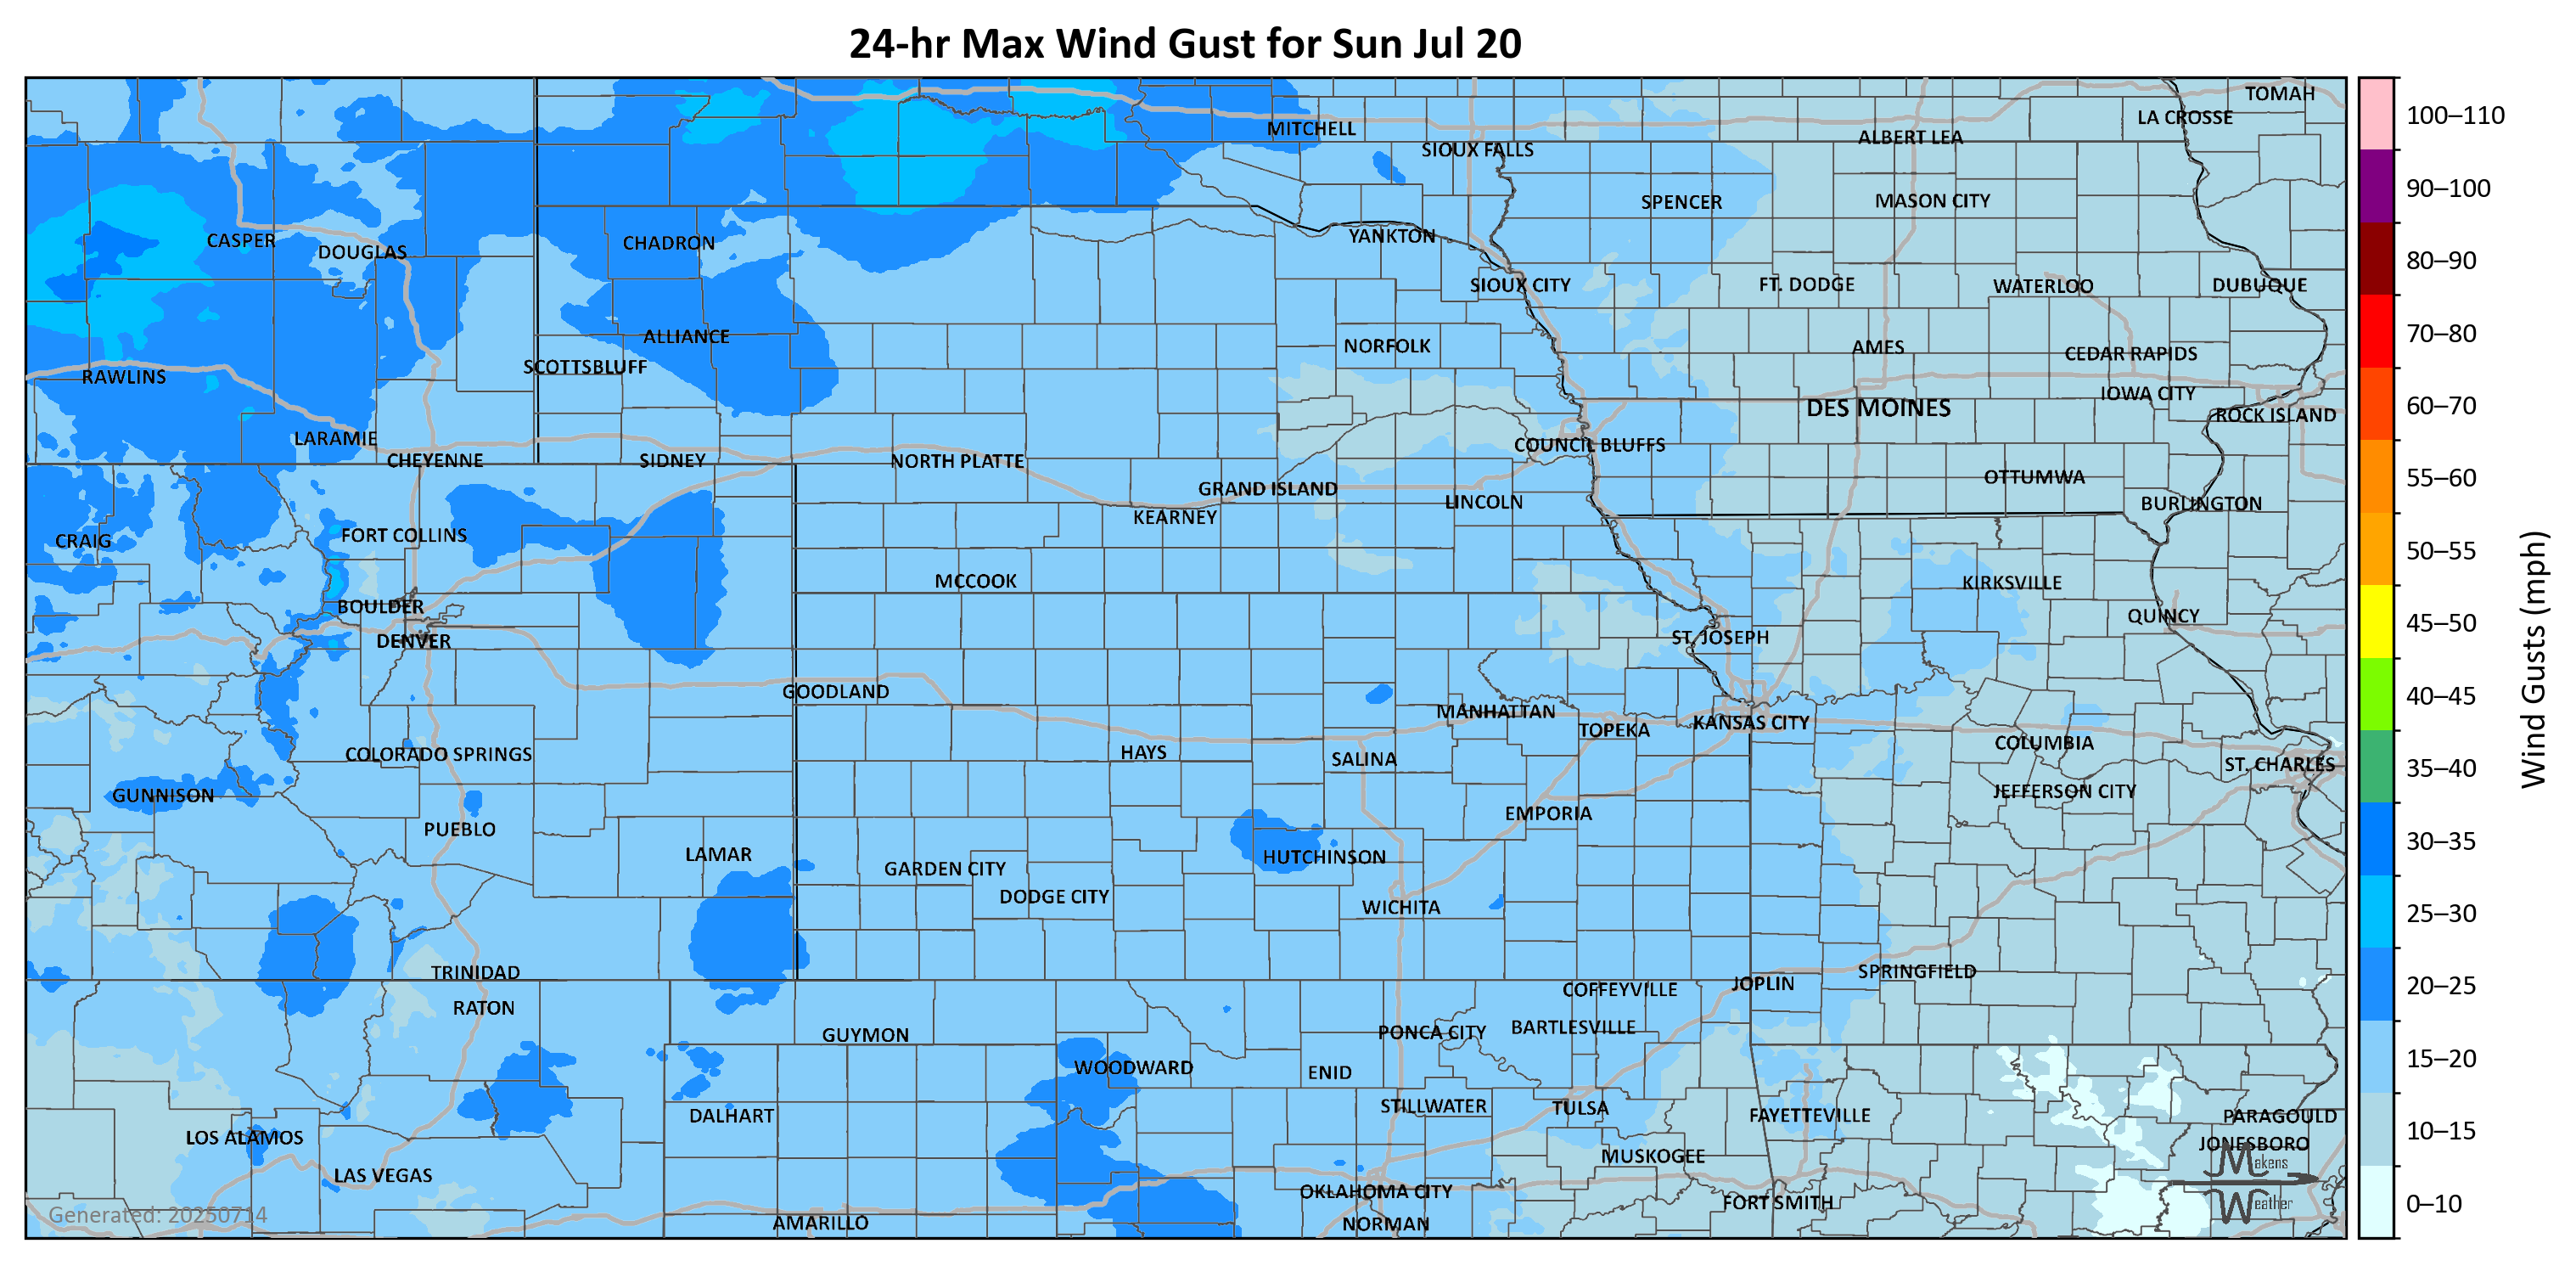 24-hr Max Wind Gust for Sun Jul 20
TOMAH
LA CROSSE
MITCHELL
ALBERT LEA
SIOUX FALLS
SPENCER
MASON CITY
CASPER
DOUGLAS
CHADRON
YANKTON
SIOUX CITY
FT. DODGE
WATERLOO
DUBUQUE
ALLIANCE
NORFOLK
AMES
CEDAR RAPIDS
SCOTTSBLUFF
RAWLINS
IOWA CITY
DES MOINES
ROCK ISLAND
LARAMIE
COUNCIL BLUFFS
CHEYENNE
SIDNEY
NORTH PLATTE
OTTUMWA
GRAND ISLAND
LINCOLN
BURLINGTON
KEARNEY
CRAIG
FORT COLLINS
MCCOOK
KIRKSVILLE
BOULDER
QUINCY
DENVER
ST. JOSEPH
GOODLAND
MANHATTAN
TOPEKA
KANSAS CITY
COLORADO SPRINGS
HAYS
SALINA
COLUMBIA
ST. CHARLES
GUNNISON
JEFFERSON CITY
PUEBLO
EMPORIA
LAMAR
GARDEN CITY
HUTCHINSON
DODGE CITY
WICHITA
TRINIDAD
SPRINGFIELD
RATON
COFFEYVILLE
JOPLIN
GUYMON
PONCA CITY
BARTLESVILLE
WOODWARD
ENID
DALHART
STILLWATER
TULSA
FAYETTEVILLE
PARAGOULD
LOS ALAMOS
JONESBORO
LAS VEGAS
MUSKOGEE
OKLAHOMA CITY
FORT SMITH
AMARILLO
NORMAN
Makens
Weather
Generated: 20250714
100–110
90–100
80–90
70–80
60–70
55–60
50–55
45–50
40–45
35–40
30–35
25–30
20–25
15–20
10–15
0–10
Wind Gusts (mph)